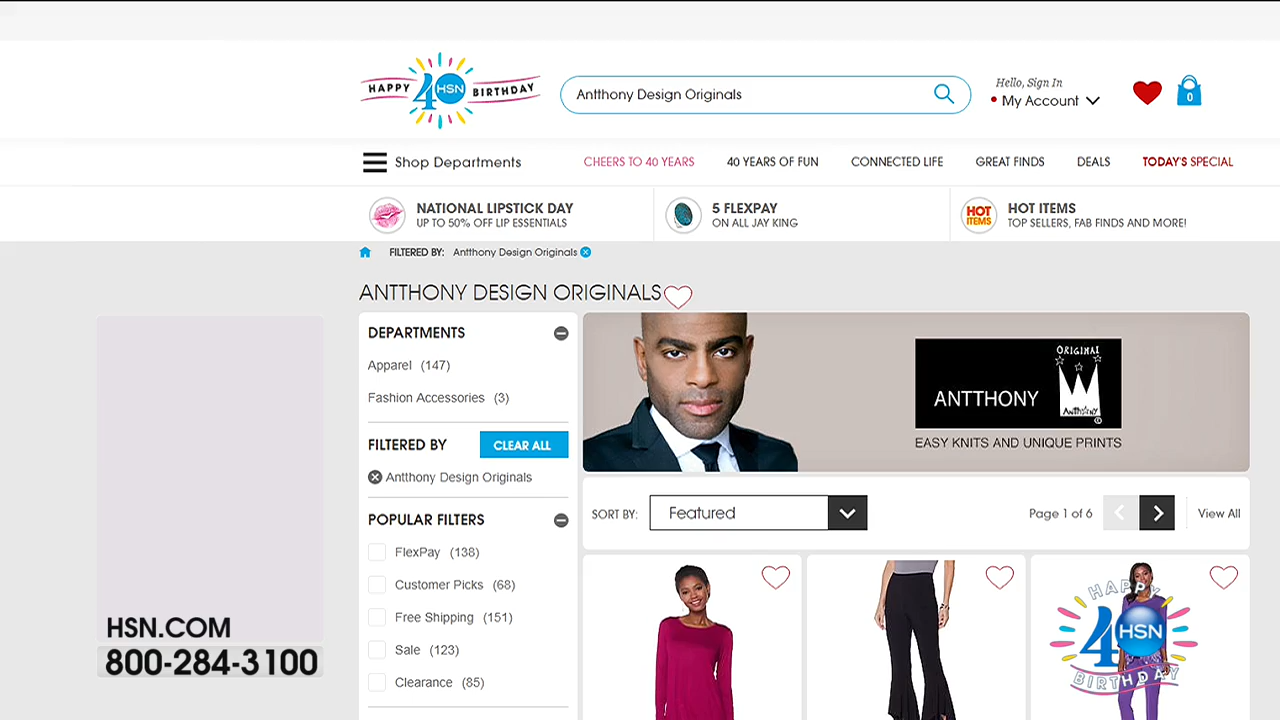 HAPPY 40 HSN BIRTHDAY
Antthony Design Originals
Hello, Sign In
My Account
0
Shop Departments
CHEERS TO 40 YEARS
40 YEARS OF FUN
CONNECTED LIFE
GREAT FINDS
DEALS
TODAY'S SPECIAL
NATIONAL LIPSTICK DAY
UP TO 50% OFF LIP ESSENTIALS
5 FLEXPAY
ON ALL JAY KING
HOT ITEMS
HOT ITEMS
TOP SELLERS, FAB FINDS AND MORE!
FILTERED BY: Antthony Design Originals
ANTTHONY DESIGN ORIGINALS
DEPARTMENTS
Apparel (147)
Fashion Accessories (3)
FILTERED BY CLEAR ALL
Antthony Design Originals
POPULAR FILTERS
FlexPay (138)
Customer Picks (68)
Free Shipping (151)
Sale (123)
Clearance (85)
ORIGINAL
ANTTHONY
ANTTHONY
EASY KNITS AND UNIQUE PRINTS
SORT BY: Featured
Page 1 of 6
View All
HAPPY 40 HSN BIRTHDAY
HSN.COM
800-284-3100